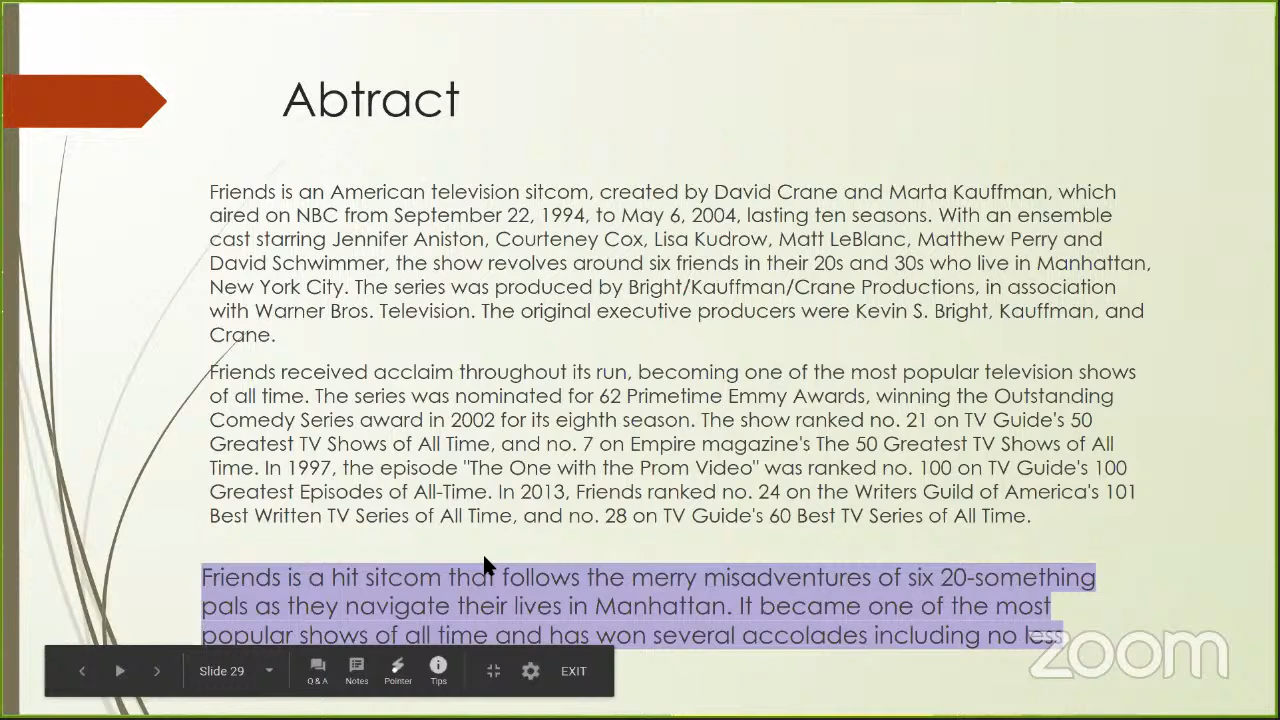 Abtract
Friends is an American television sitcom, created by David Crane and Marta Kauffman, which
aired on NBC from September 22, 1994, to May 6, 2004, lasting ten seasons. With an ensemble
cast starring Jennifer Aniston, Courteney Cox, Lisa Kudrow, Matt LeBlanc, Matthew Perry and
David Schwimmer, the show revolves around six friends in their 20s and 30s who live in Manhattan,
New York City. The series was produced by Bright/Kauffman/Crane Productions, in association
with Warner Bros. Television. The original executive producers were Kevin S. Bright, Kauffman, and
Crane.
Friends received acclaim throughout its run, becoming one of the most popular television shows
of all time. The series was nominated for 62 Primetime Emmy Awards, winning the Outstanding
Comedy Series award in 2002 for its eighth season. The show ranked no. 21 on TV Guide's 50
Greatest TV Shows of All Time, and no. 7 on Empire magazine's The 50 Greatest TV Shows of All
Time. In 1997, the episode "The One with the Prom Video" was ranked no. 100 on TV Guide's 100
Greatest Episodes of All-Time. In 2013, Friends ranked no. 24 on the Writers Guild of America's 101
Best Written TV Series of All Time, and no. 28 on TV Guide's 60 Best TV Series of All Time.
Friends is a hit sitcom that follows the merry misadventures of six 20-something
pals as they navigate their lives in Manhattan. It became one of the most
popular shows of all time and has won several accolades including no less
Slide 29
Q & A
Notes
Pointer
Tips
EXIT
zoom